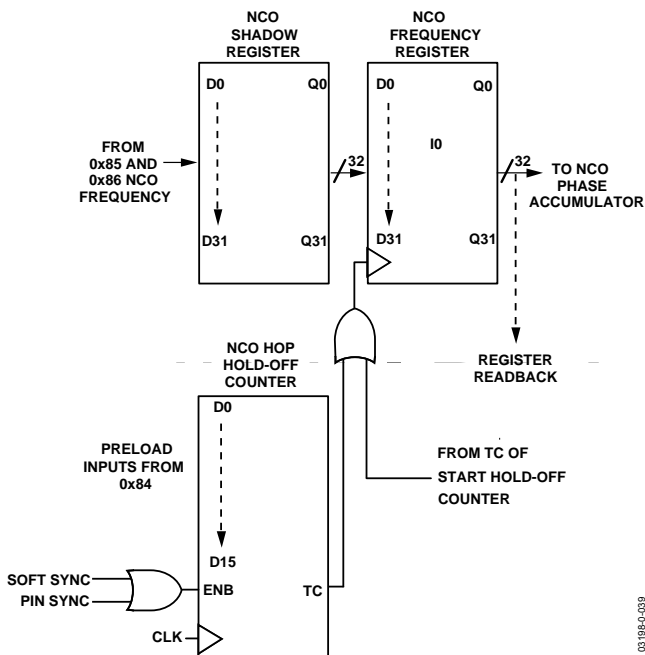 NCO
SHADOW
REGISTER
NCO
FREQUENCY
REGISTER
D0
Q0
D0
Q0
I0
FROM
0x85 AND
0x86 NCO
FREQUENCY
32
32
TO NCO
PHASE
ACCUMULATOR
D31
Q31
D31
Q31
NCO HOP
HOLD-OFF
COUNTER
REGISTER
READBACK
D0
PRELOAD
INPUTS FROM
0x84
FROM TC OF
START HOLD-OFF
COUNTER
D15
SOFT SYNC
PIN SYNC
ENB
TC
CLK
03198-0-039